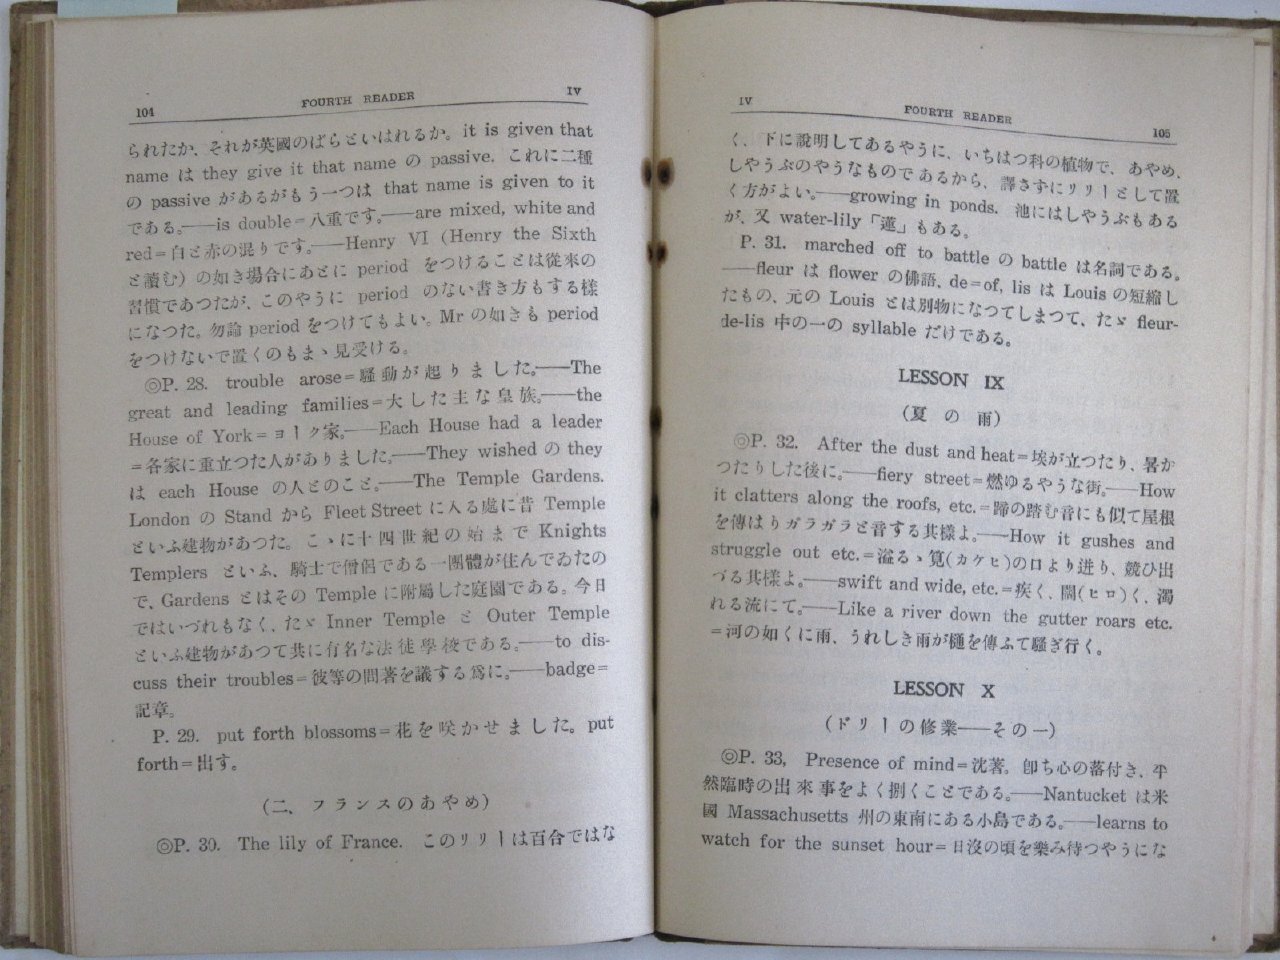 104 FOURTH READER IV
られたか、それが英國のばらといはれるか。it is given that
name は they give it that name の passive. これに二種
の passive があるがもう一つは that name is given to it
である。——is double=八重です。——are mixed, white and
red=白と赤の混りです。——Henry VI (Henry the Sixth
と讀む) の如き場合にあとに period をつけることは從來の
習慣であつたが、このやうに period のない書き方もする樣
になつた。勿論 period をつけてもよい。Mr の如きも period
をつけないで置くのもまゝ見受ける。
◎P. 28. trouble arose=騷動が起りました。——The
great and leading families=大した主な皇族。——the
House of York=ヨーク家。——Each House had a leader
=各家に重立つた人がありました。——They wished の they
は each House の人とのこと。——The Temple Gardens.
London の Stand から Fleet Street に入る處に昔 Temple
といふ建物があつた。こゝに十四世紀の始まで Knights
Templers といふ、騎士で僧侶である一團體が住んでゐたの
で、Gardens とはその Temple に附屬した庭園である。今日
ではいづれもなく、たゞ Inner Temple と Outer Temple
といふ建物があつて共に有名な法徒學校である。——to dis-
cuss their troubles=彼等の問著を議する爲に。——badge=
記章。
P. 29. put forth blossoms=花を咲かせました。put
forth=出す。
(二、フランスのあやめ)
◎P. 30. The lily of France. このリリーは百合ではな
IV FOURTH READER 105
く、下に說明してあるやうに、いちはつ科の植物で、あやめ、
しやうぶのやうなものであるから、譯さずにリリーとして置
く方がよい。——growing in ponds. 池にはしやうぶもある
が、又 water-lily「蓮」もある。
P. 31. marched off to battle の battle は名詞である。
——fleur は flower の佛語、de=of, lis は Louis の短縮し
たもの、元の Louis とは別物になつてしまつて、たゞ fleur-
de-lis 中の一の syllable だけである。
LESSON IX
(夏の雨)
◎P. 32. After the dust and heat=埃が立つたり、暑か
つたりした後に。——fiery street=燃ゆるやうな街。——How
it clatters along the roofs, etc.=蹄の踏む音にも似て屋根
を傳はりガラガラと音する其樣よ。——How it gushes and
struggle out etc.=溢るゝ筧(カケヒ)の口より迸り、競ひ出
づる其樣よ。——swift and wide, etc.=疾く、闊(ヒロ)く、濁
れる流にて。——Like a river down the gutter roars etc.
=河の如くに雨、うれしき雨が樋を傳ふて騷ぎ行く。
LESSON X
(ドリーの修業——その一)
◎P. 33, Presence of mind=沈著。卽ち心の落付き、平
然臨時の出來事をよく捌くことである。——Nantucket は米
國 Massachusetts 州の東南にある小島である。——learns to
watch for the sunset hour=日沒の頃を樂み待つやうにな